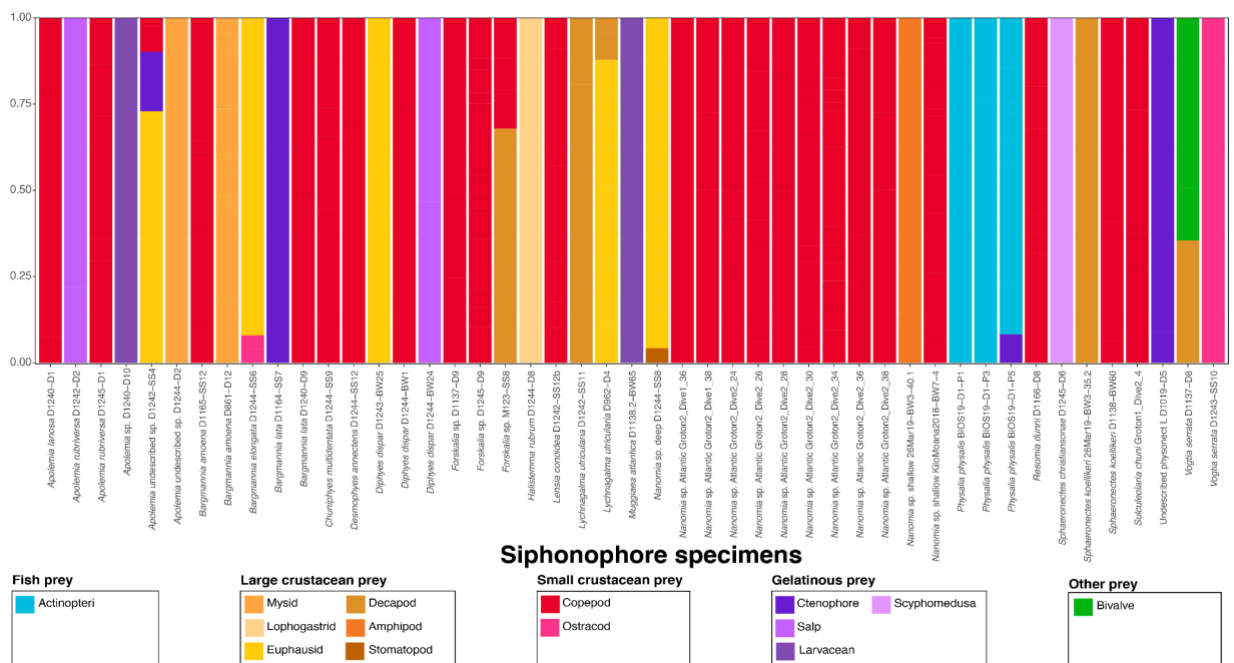 1.00
0.75
0.50
0.25
0.00
Apolemia lanosa D1240–D1
Apolemia rubriversa D1242–D2
Apolemia rubriversa D1245–D1
Apolemia sp. D1240–D10
Apolemia undescribed sp. D1242–SS4
Apolemia undescribed sp. D1244–D2
Bargmannia amoena D1165–SS12
Bargmannia amoena D881–D12
Bargmannia elongata D1244–SS6
Bargmannia lata D1164–SS7
Bargmannia lata D1240–D9
Chuniphyes multidentata D1244–SS9
Desmophyes annectens D1244–SS12
Diphyes dispar D1243–BW25
Diphyes dispar D1244–BW1
Diphyes dispar D1244–BW24
Forskalia sp. D1137–D9
Forskalia sp. D1245–D9
Forskalia sp. M123–SS8
Halistemma rubrum D1244–D8
Lensia conoidea D1242–SS12b
Lychnagalma utricularia D1242–SS11
Lychnagalma utricularia D962–D4
Muggiaea atlantica D1138.2–BW65
Nanomia sp. deep D1244–SS8
Nanomia sp. Atlantic Groton2_Dive1_36
Nanomia sp. Atlantic Groton2_Dive1_38
Nanomia sp. Atlantic Groton2_Dive2_24
Nanomia sp. Atlantic Groton2_Dive2_26
Nanomia sp. Atlantic Groton2_Dive2_28
Nanomia sp. Atlantic Groton2_Dive2_30
Nanomia sp. Atlantic Groton2_Dive2_34
Nanomia sp. Atlantic Groton2_Dive2_36
Nanomia sp. Atlantic Groton2_Dive2_38
Nanomia sp. shallow 26Mar19–BW3–40.1
Nanomia sp. shallow KiloMoana2018–BW7–4
Physalia physalis BIOS19–D1–P1
Physalia physalis BIOS19–D1–P3
Physalia physalis BIOS19–D1–P5
Resomia dunni D1166–D8
Sphaeronectes christiansonae D1245–D6
Sphaeronectes koellikeri 26Mar19–BW3–35.2
Sphaeronectes koellikeri D1138–BW60
Sulculeolaria chuni Groton1_Dive2_4
Undescribed physonect L D1019–D5
Vogtia serrata D1137–D8
Vogtia serrata D1243–SS10
Siphonophore specimens
Fish prey
Actinopteri
Large crustacean prey
Mysid
Decapod
Lophogastrid
Amphipod
Euphausid
Stomatopod
Small crustacean prey
Copepod
Ostracod
Gelatinous prey
Ctenophore
Scyphomedusa
Salp
Larvacean
Other prey
Bivalve